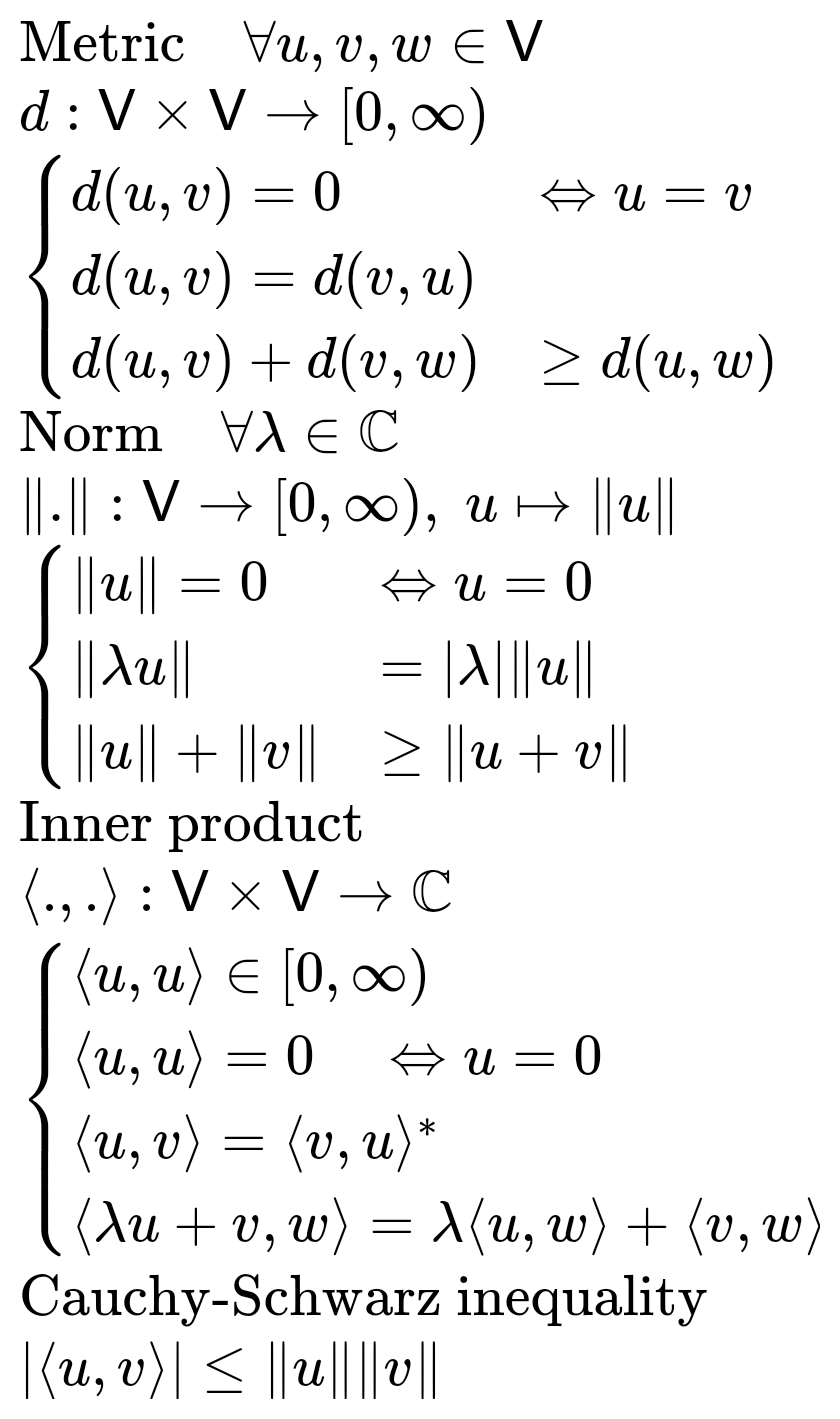 Metric ∀u, v, w ∈ V
d : V × V → [0, ∞)
d(u, v) = 0 ⇔ u = v
d(u, v) = d(v, u)
d(u, v) + d(v, w) ≥ d(u, w)
Norm ∀λ ∈ ℂ
‖.‖ : V → [0, ∞), u ↦ ‖u‖
‖u‖ = 0 ⇔ u = 0
‖λu‖ = |λ|‖u‖
‖u‖ + ‖v‖ ≥ ‖u + v‖
Inner product
⟨., .⟩ : V × V → ℂ
⟨u, u⟩ ∈ [0, ∞)
⟨u, u⟩ = 0 ⇔ u = 0
⟨u, v⟩ = ⟨v, u⟩*
⟨λu + v, w⟩ = λ⟨u, w⟩ + ⟨v, w⟩
Cauchy-Schwarz inequality
|⟨u, v⟩| ≤ ‖u‖‖v‖